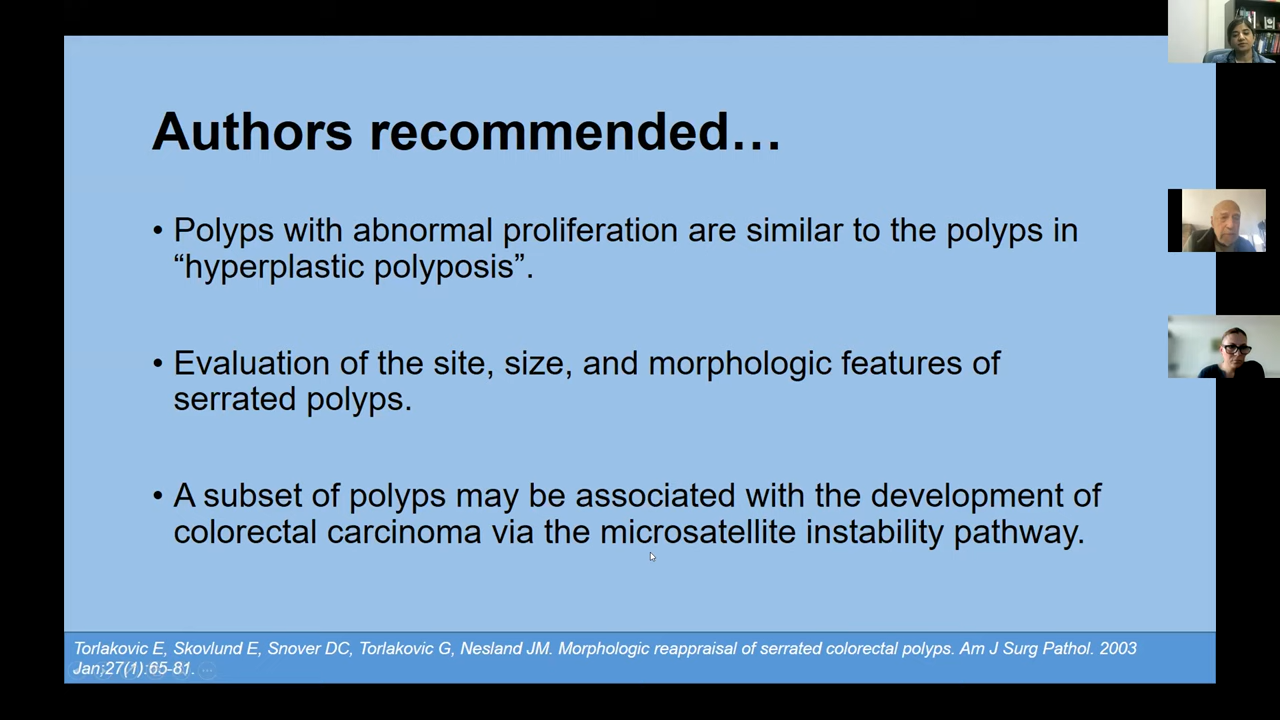 Authors recommended…
• Polyps with abnormal proliferation are similar to the polyps in
“hyperplastic polyposis”.
• Evaluation of the site, size, and morphologic features of
serrated polyps.
• A subset of polyps may be associated with the development of
colorectal carcinoma via the microsatellite instability pathway.
Torlakovic E, Skovlund E, Snover DC, Torlakovic G, Nesland JM. Morphologic reappraisal of serrated colorectal polyps. Am J Surg Pathol. 2003
Jan;27(1):65-81.